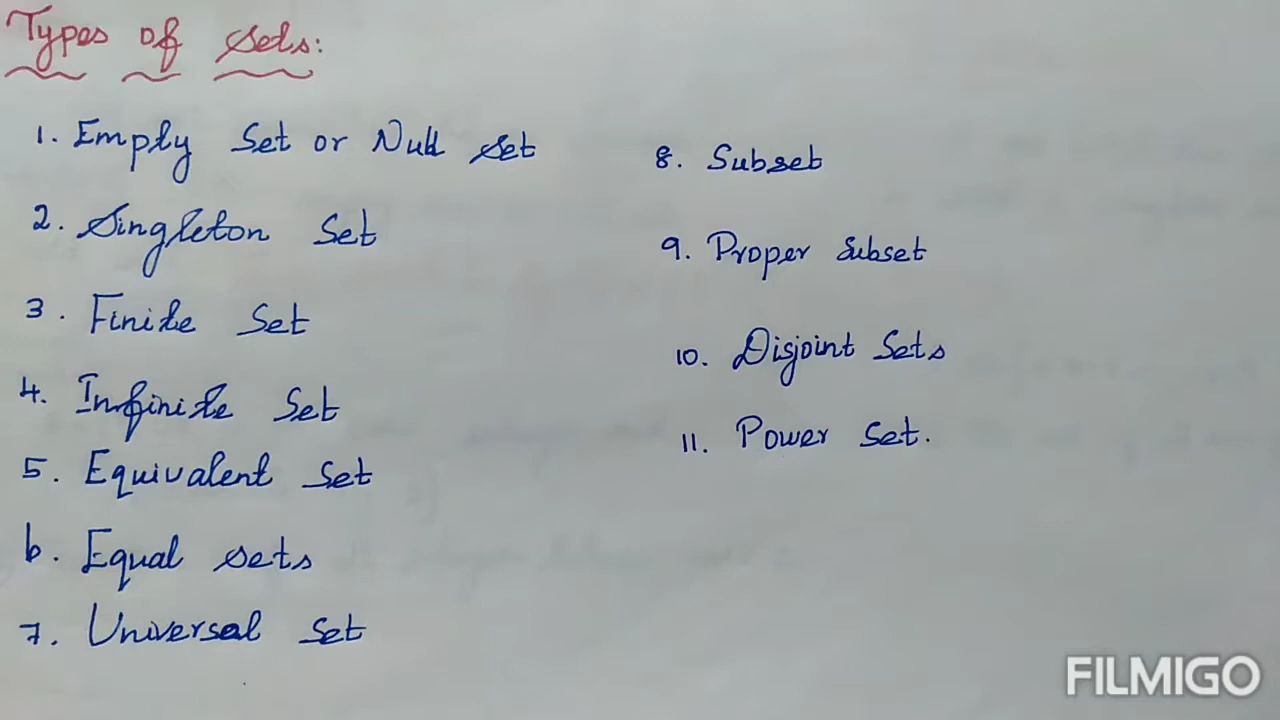 Types of Sets:
1. Empty Set or Null Set
2. Singleton Set
3. Finite Set
4. Infinite Set
5. Equivalent Set
6. Equal Sets
7. Universal Set
8. Subset
9. Proper Subset
10. Disjoint Sets
11. Power Set.
FILMIGO